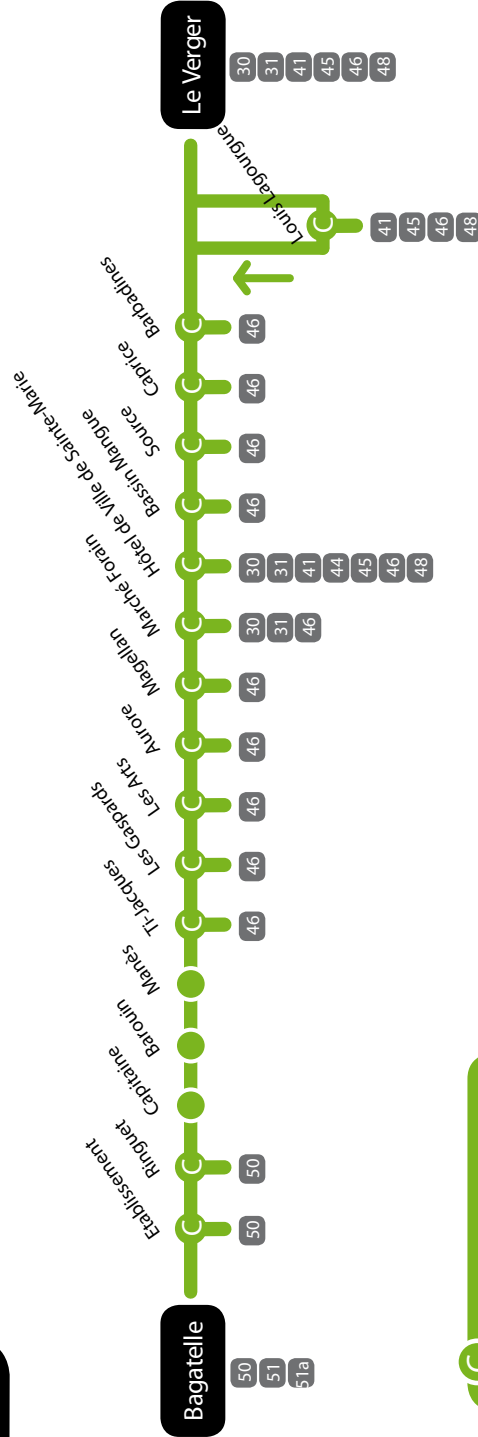 Le Verger
30 31 41 45 46 48
Louis Lagourgue
C
41 45 46 48
Barbadines
C
46
Caprice
C
46
Source
C
46
Bassin Mangue
C
46
Hôtel de Ville de Sainte-Marie
C
30 31 41 44 45 46 48
Marché Forain
C
30 31 46
Magellan
C
46
Aurore
C
46
Les Arts
C
46
Les Gaspards
C
46
Ti-Jacques
C
46
Manès
Barouin
Capitaine
Ringuet
C
50
Etablissement
C
50
Bagatelle
50 51 51a
C